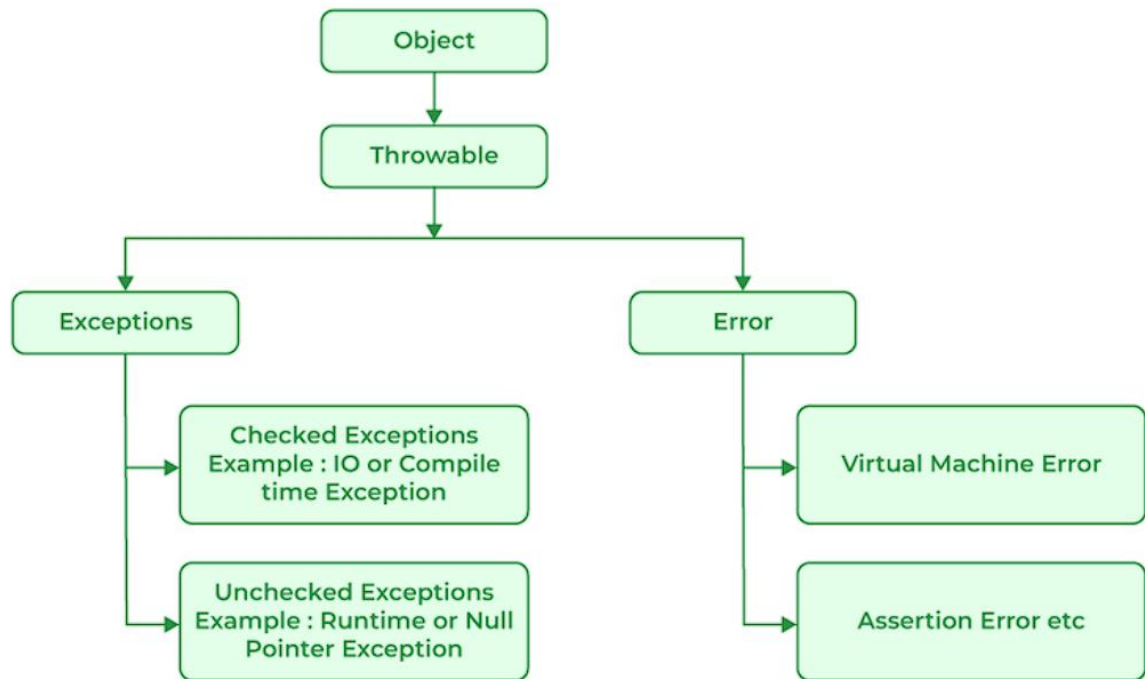 Object
Throwable
Exceptions
Error
Checked Exceptions
Example : IO or Compile
time Exception
Virtual Machine Error
Unchecked Exceptions
Example : Runtime or Null
Pointer Exception
Assertion Error etc